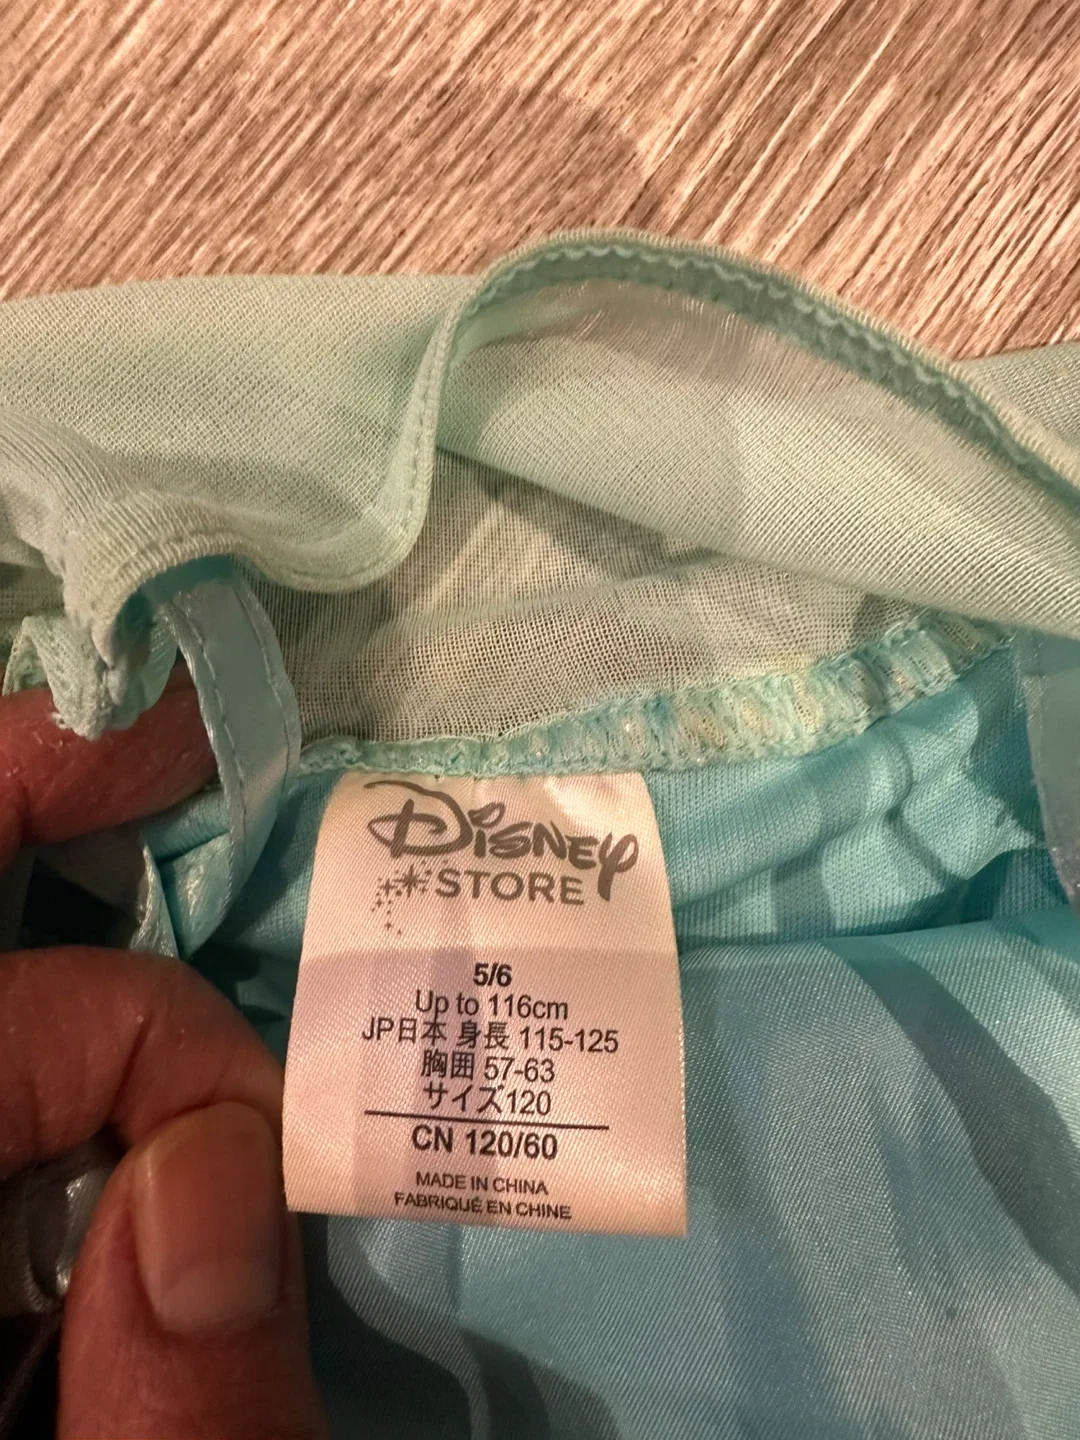 Disney
STORE
5/6
Up to 116cm
JP日本 身長 115-125
胸囲 57-63
サイズ120
CN 120/60
MADE IN CHINA
FABRIQUÉ EN CHINE